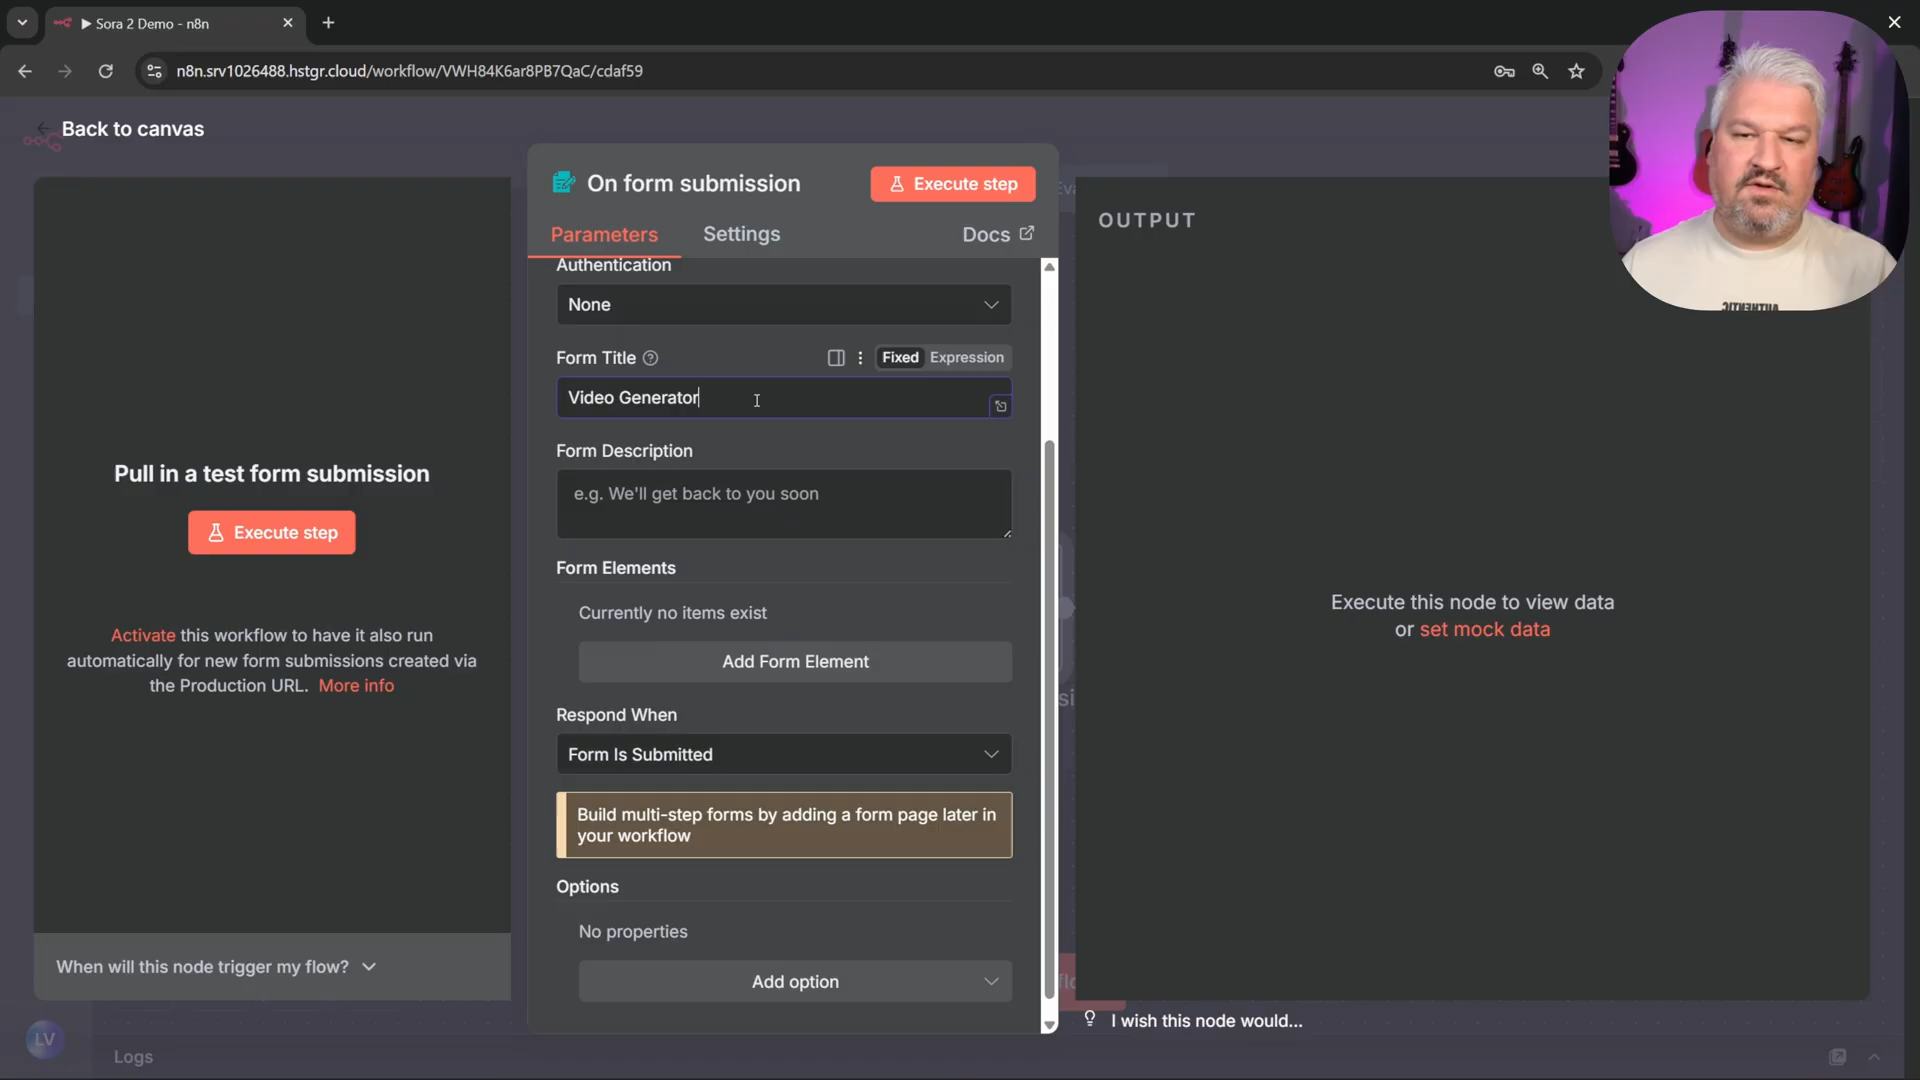 Sora 2 Demo - n8n
n8n.srv1026488.hstgr.cloud/workflow/VWH84K6ar8PB7QaC/cdaf59
Back to canvas
On form submission
Execute step
Parameters
Settings
Docs
Authentication
None
Form Title
Fixed
Expression
Video Generator
Form Description
e.g. We'll get back to you soon
Form Elements
Currently no items exist
Add Form Element
Respond When
Form Is Submitted
Build multi-step forms by adding a form page later in
your workflow
Options
No properties
Add option
Pull in a test form submission
Execute step
Activate this workflow to have it also run
automatically for new form submissions created via
the Production URL. More info
When will this node trigger my flow?
OUTPUT
Execute this node to view data
or set mock data
I wish this node would...
LV
Logs